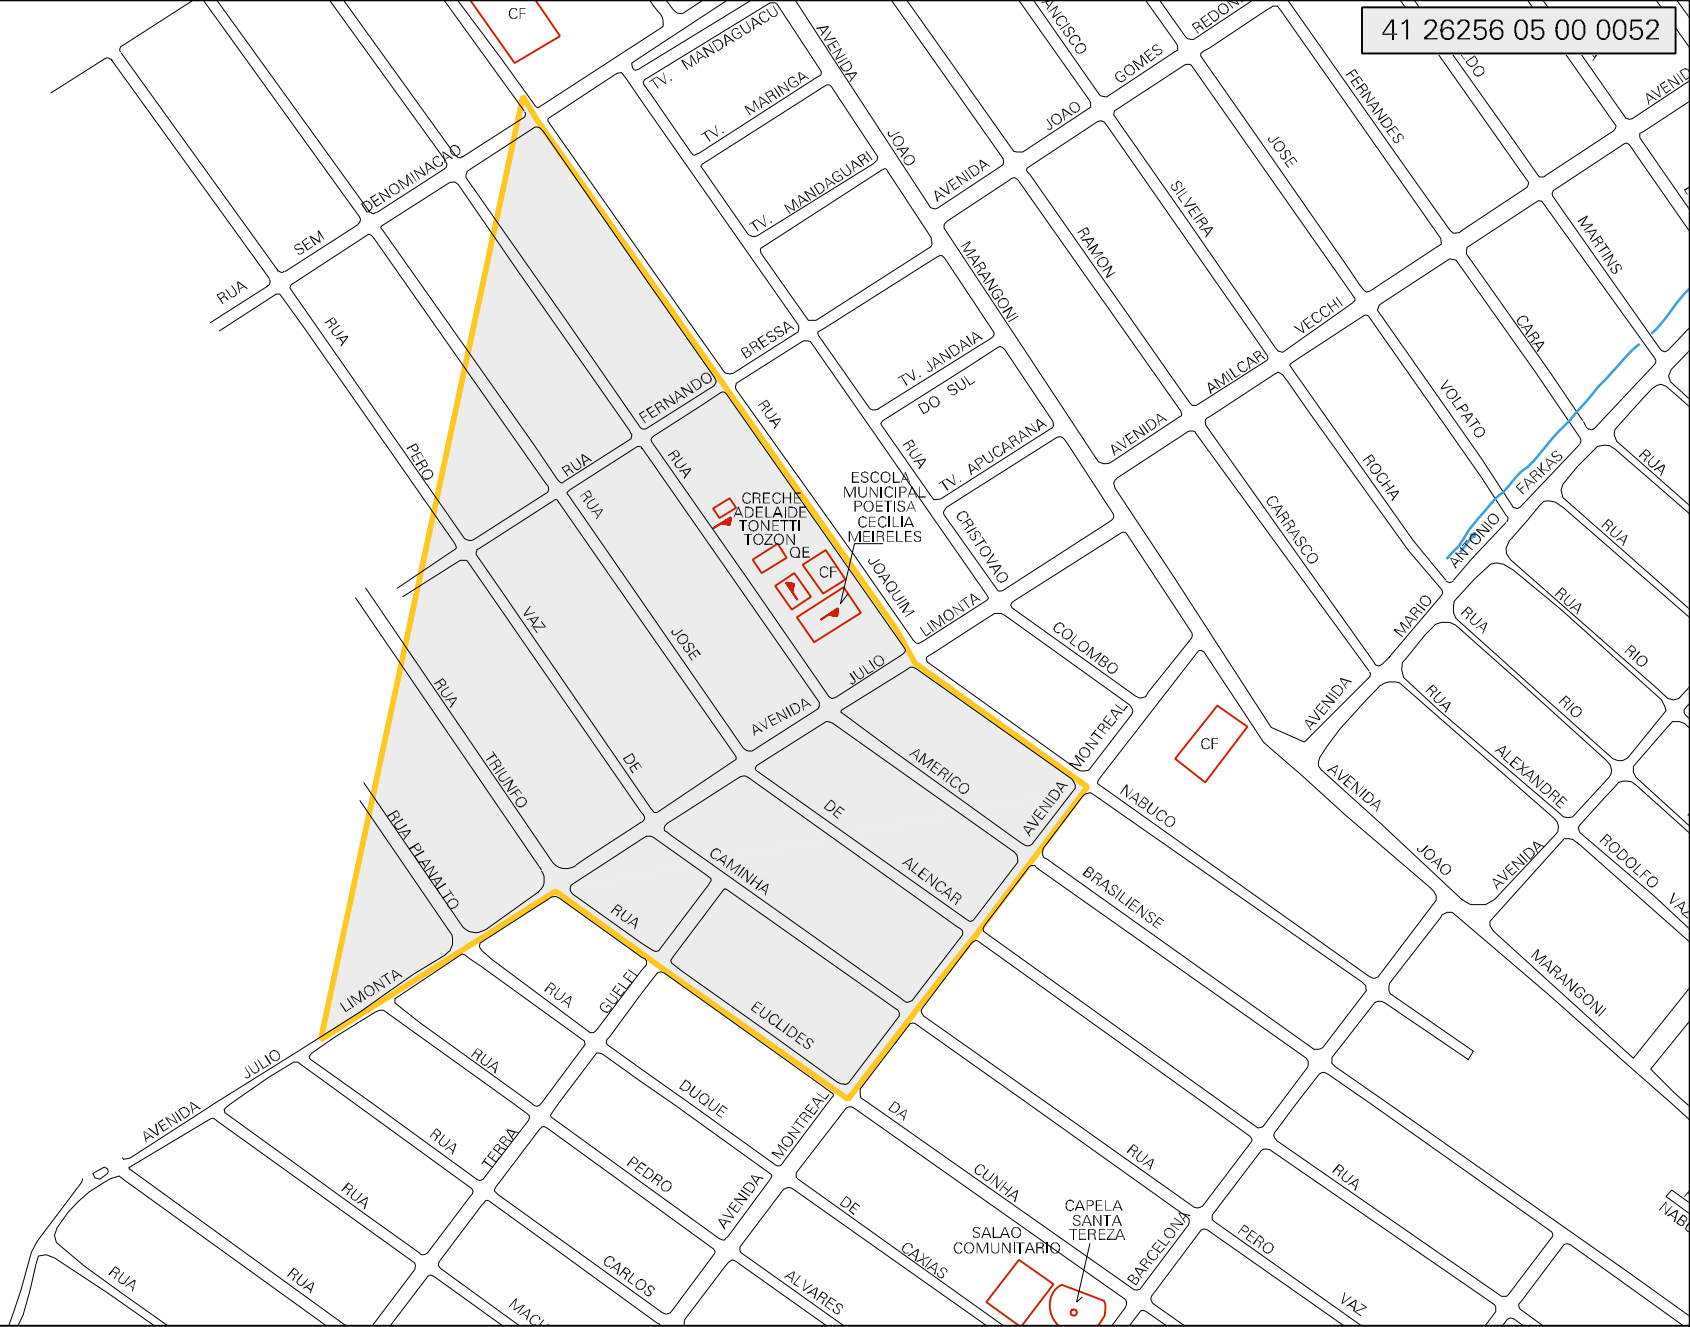 41 26256 05 00 0052
CF
TV. MANDAGUACU
AVENIDA
GOMES
FERNANDES
TV. MARINGA
JOAO
JOAO
JOSE
DENOMINACAO
TV. MANDAGUARI
AVENIDA
SILVEIRA
MARTINS
SEM
RUA
MARANGONI
RAMON
RUA
BRESSA
VECCHI
CARA
TV. JANDAIA
AMILCAR
FERNANDO
DO SUL
RUA
VOLPATO
PERO
RUA
RUA
RUA
TV. APUCARANA
AVENIDA
ROCHA
FARKAS
RUA
RUA
CRECHE
ADELAIDE
TONETTI
TOZON
QE
ESCOLA
MUNICIPAL
POETISA
CECILIA
MEIRELES
CF
CRISTOVAO
CARRASCO
ANTONIO
RUA
JOAQUIM
LIMONTA
VAZ
JOSE
COLOMBO
MARIO
RUA
RUA
RIO
JULIO
RUA
AVENIDA
AVENIDA
RUA
RIO
MONTREAL
CF
TRIUNFO
DE
AMERICO
AVENIDA
NABUCO
AVENIDA
ALEXANDRE
RUA PLANALTO
DE
CAMINHA
ALENCAR
BRASILIENSE
JOAO
AVENIDA
RODOLFO
VAZ
RUA
LIMONTA
RUA
GUELFI
EUCLIDES
MARANGONI
JULIO
RUA
DUQUE
MONTREAL
DA
AVENIDA
RUA
TERRA
PEDRO
RUA
RUA
RUA
AVENIDA
DE
CUNHA
CAPELA
SANTA
TEREZA
SALAO
COMUNITARIO
BARCELONA
PERO
RUA
RUA
CARLOS
ALVARES
CAXIAS
VAZ